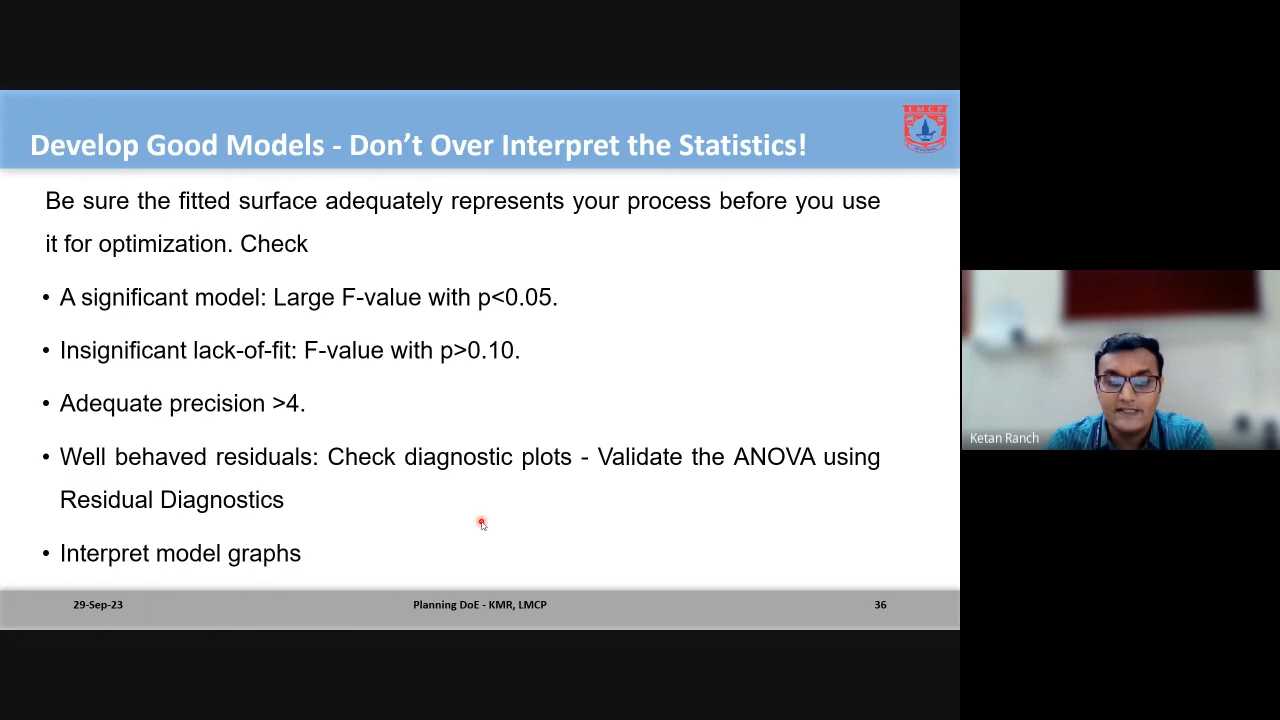 Develop Good Models - Don’t Over Interpret the Statistics!
LMCP
Be sure the fitted surface adequately represents your process before you use
it for optimization. Check
• A significant model: Large F-value with p<0.05.
• Insignificant lack-of-fit: F-value with p>0.10.
• Adequate precision >4.
• Well behaved residuals: Check diagnostic plots - Validate the ANOVA using
Residual Diagnostics
• Interpret model graphs
29-Sep-23
Planning DoE - KMR, LMCP
36
Ketan Ranch